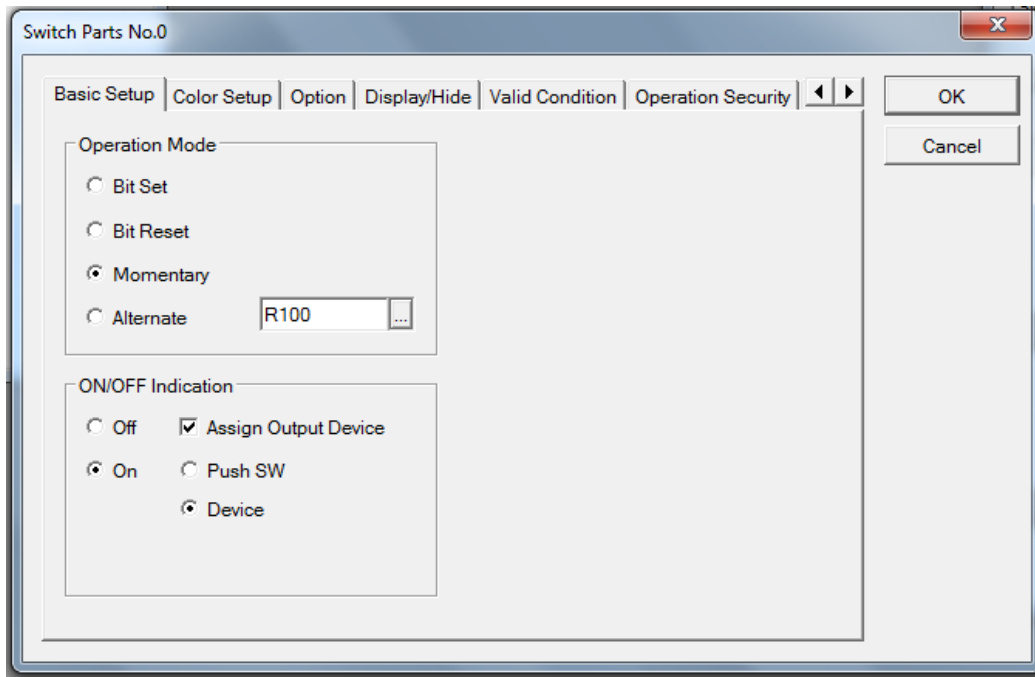 Switch Parts No.0
Basic Setup Color Setup Option Display/Hide Valid Condition Operation Security
OK
Cancel
Operation Mode
Bit Set
Bit Reset
Momentary
Alternate R100 ...
ON/OFF Indication
Off Assign Output Device
On Push SW
Device